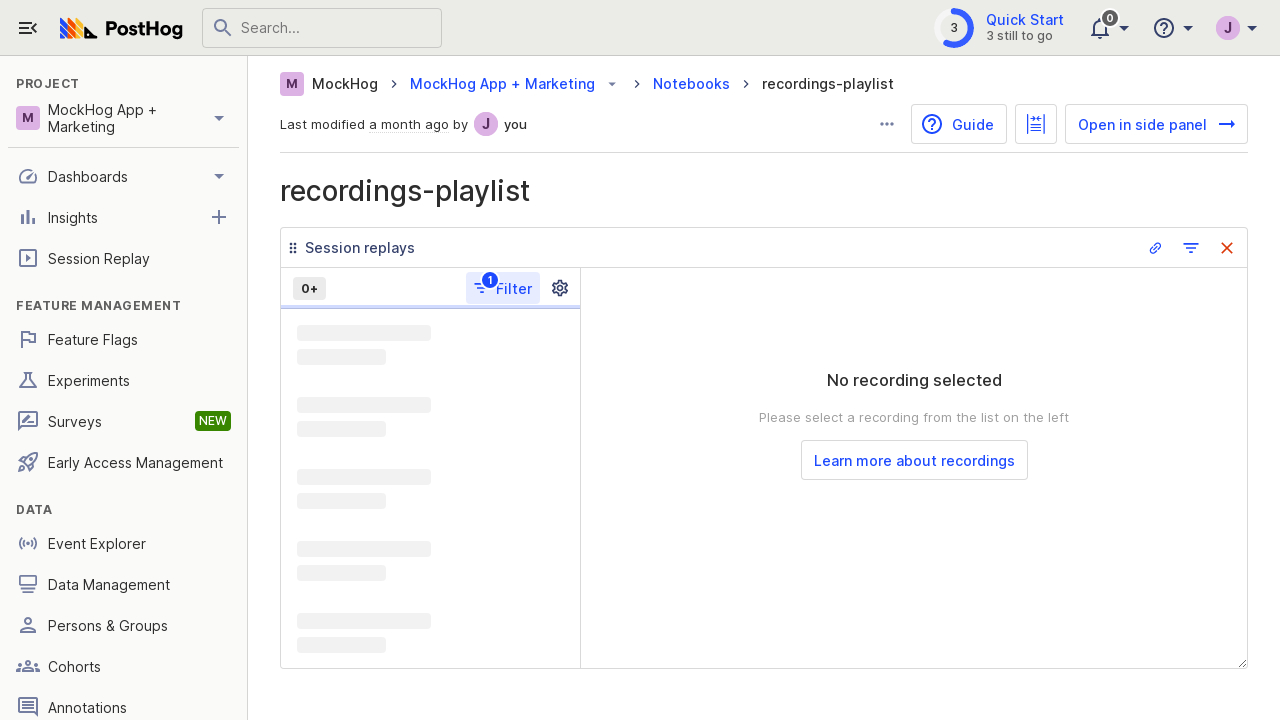 PostHog
Search...
3
Quick Start
3 still to go
0
J
PROJECT
M
MockHog App +
Marketing
Dashboards
Insights
Session Replay
FEATURE MANAGEMENT
Feature Flags
Experiments
Surveys
NEW
Early Access Management
DATA
Event Explorer
Data Management
Persons & Groups
Cohorts
Annotations
M
MockHog
MockHog App + Marketing
Notebooks
recordings-playlist
Last modified a month ago by J you
Guide
Open in side panel
recordings-playlist
Session replays
0+
1
Filter
No recording selected
Please select a recording from the list on the left
Learn more about recordings